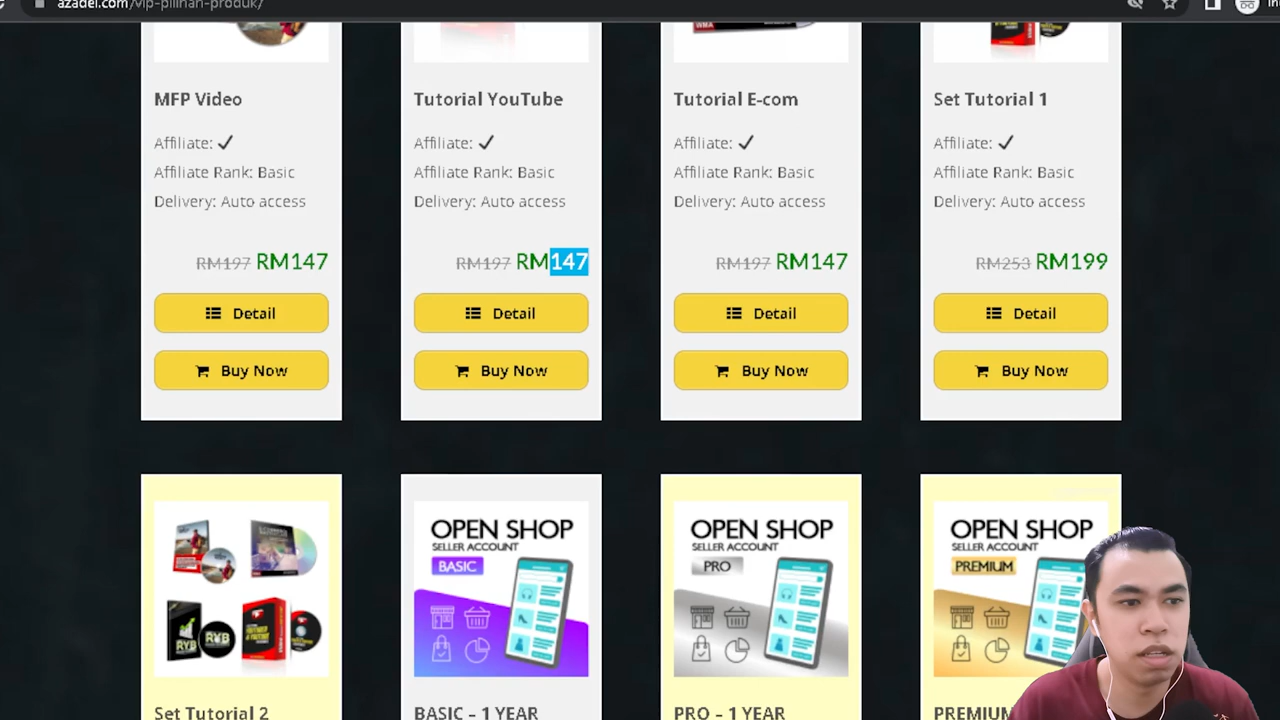 azadei.com/vip-pilihan-produk/
MFP Video
Affiliate: ✓
Affiliate Rank: Basic
Delivery: Auto access
RM197 RM147
Detail
Buy Now
Tutorial YouTube
Affiliate: ✓
Affiliate Rank: Basic
Delivery: Auto access
RM197 RM147
Detail
Buy Now
Tutorial E-com
Affiliate: ✓
Affiliate Rank: Basic
Delivery: Auto access
RM197 RM147
Detail
Buy Now
Set Tutorial 1
Affiliate: ✓
Affiliate Rank: Basic
Delivery: Auto access
RM253 RM199
Detail
Buy Now
RYB
RYB
Set Tutorial 2
OPEN SHOP
SELLER ACCOUNT
BASIC
BASIC – 1 YEAR
OPEN SHOP
SELLER ACCOUNT
PRO
PRO – 1 YEAR
OPEN SHOP
SELLER ACCOUNT
PREMIUM
PREMIUM